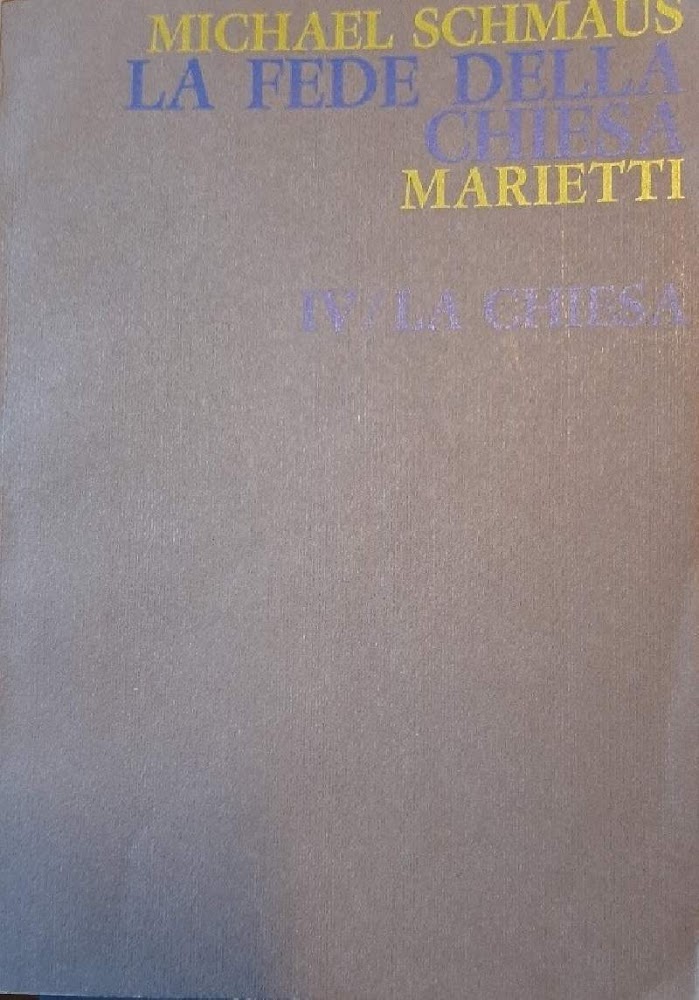 MICHAEL SCHMAUS
LA FEDE DELLA
CHIESA
MARIETTI
IV/LA CHIESA